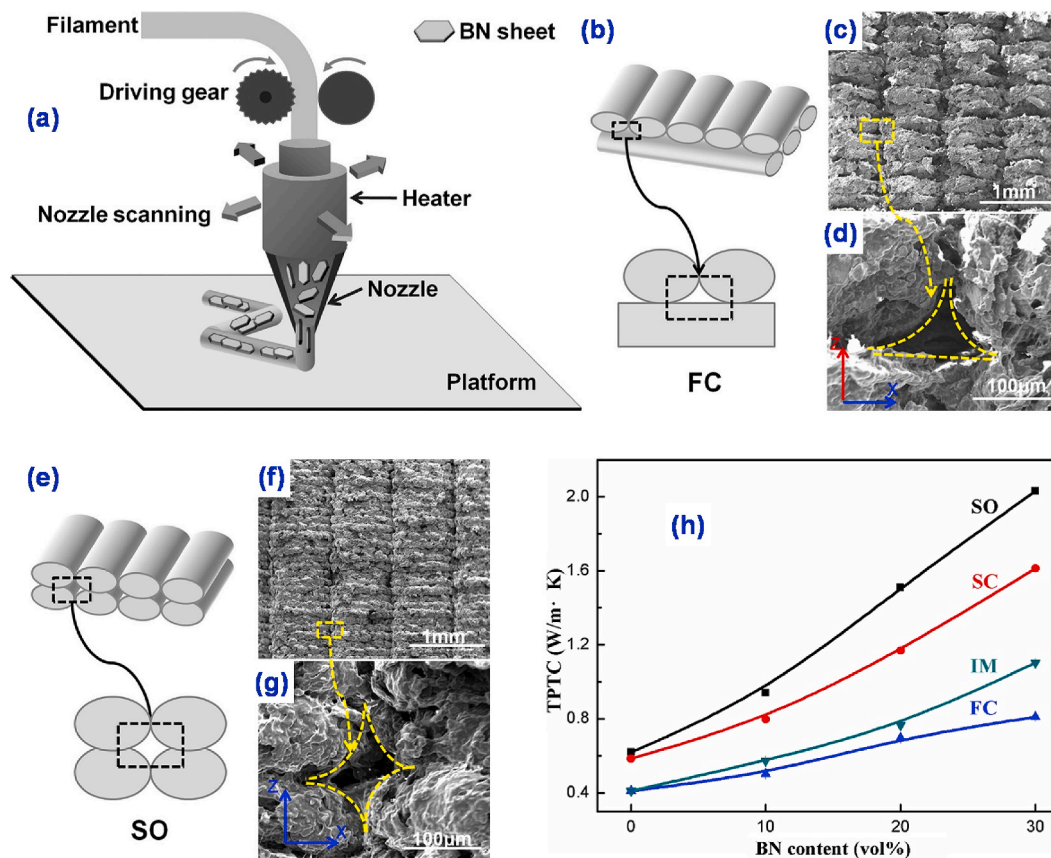 Filament
BN sheet
Driving gear
(a)
Nozzle scanning
Heater
Nozzle
Platform
(b)
FC
(c)
1mm
(d)
Z
X
100μm
(e)
SO
(f)
1mm
(g)
Z
X
100μm
(h)
TPTC (W/m· K)
2.0
1.6
1.2
0.8
0.4
SO
SC
IM
FC
0 10 20 30
BN content (vol%)